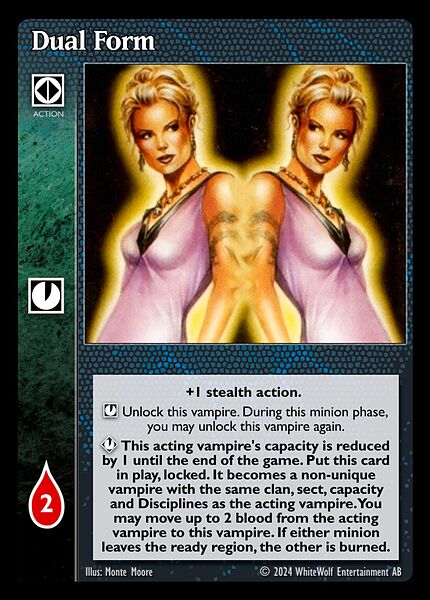 Dual Form
ACTION
+1 stealth action.
Unlock this vampire. During this minion phase,
you may unlock this vampire again.
This acting vampire's capacity is reduced
by 1 until the end of the game. Put this card
in play, locked. It becomes a non-unique
vampire with the same clan, sect, capacity
and Disciplines as the acting vampire. You
may move up to 2 blood from the acting
vampire to this vampire. If either minion
leaves the ready region, the other is burned.
2
Illus: Monte Moore © 2024 WhiteWolf Entertainment AB